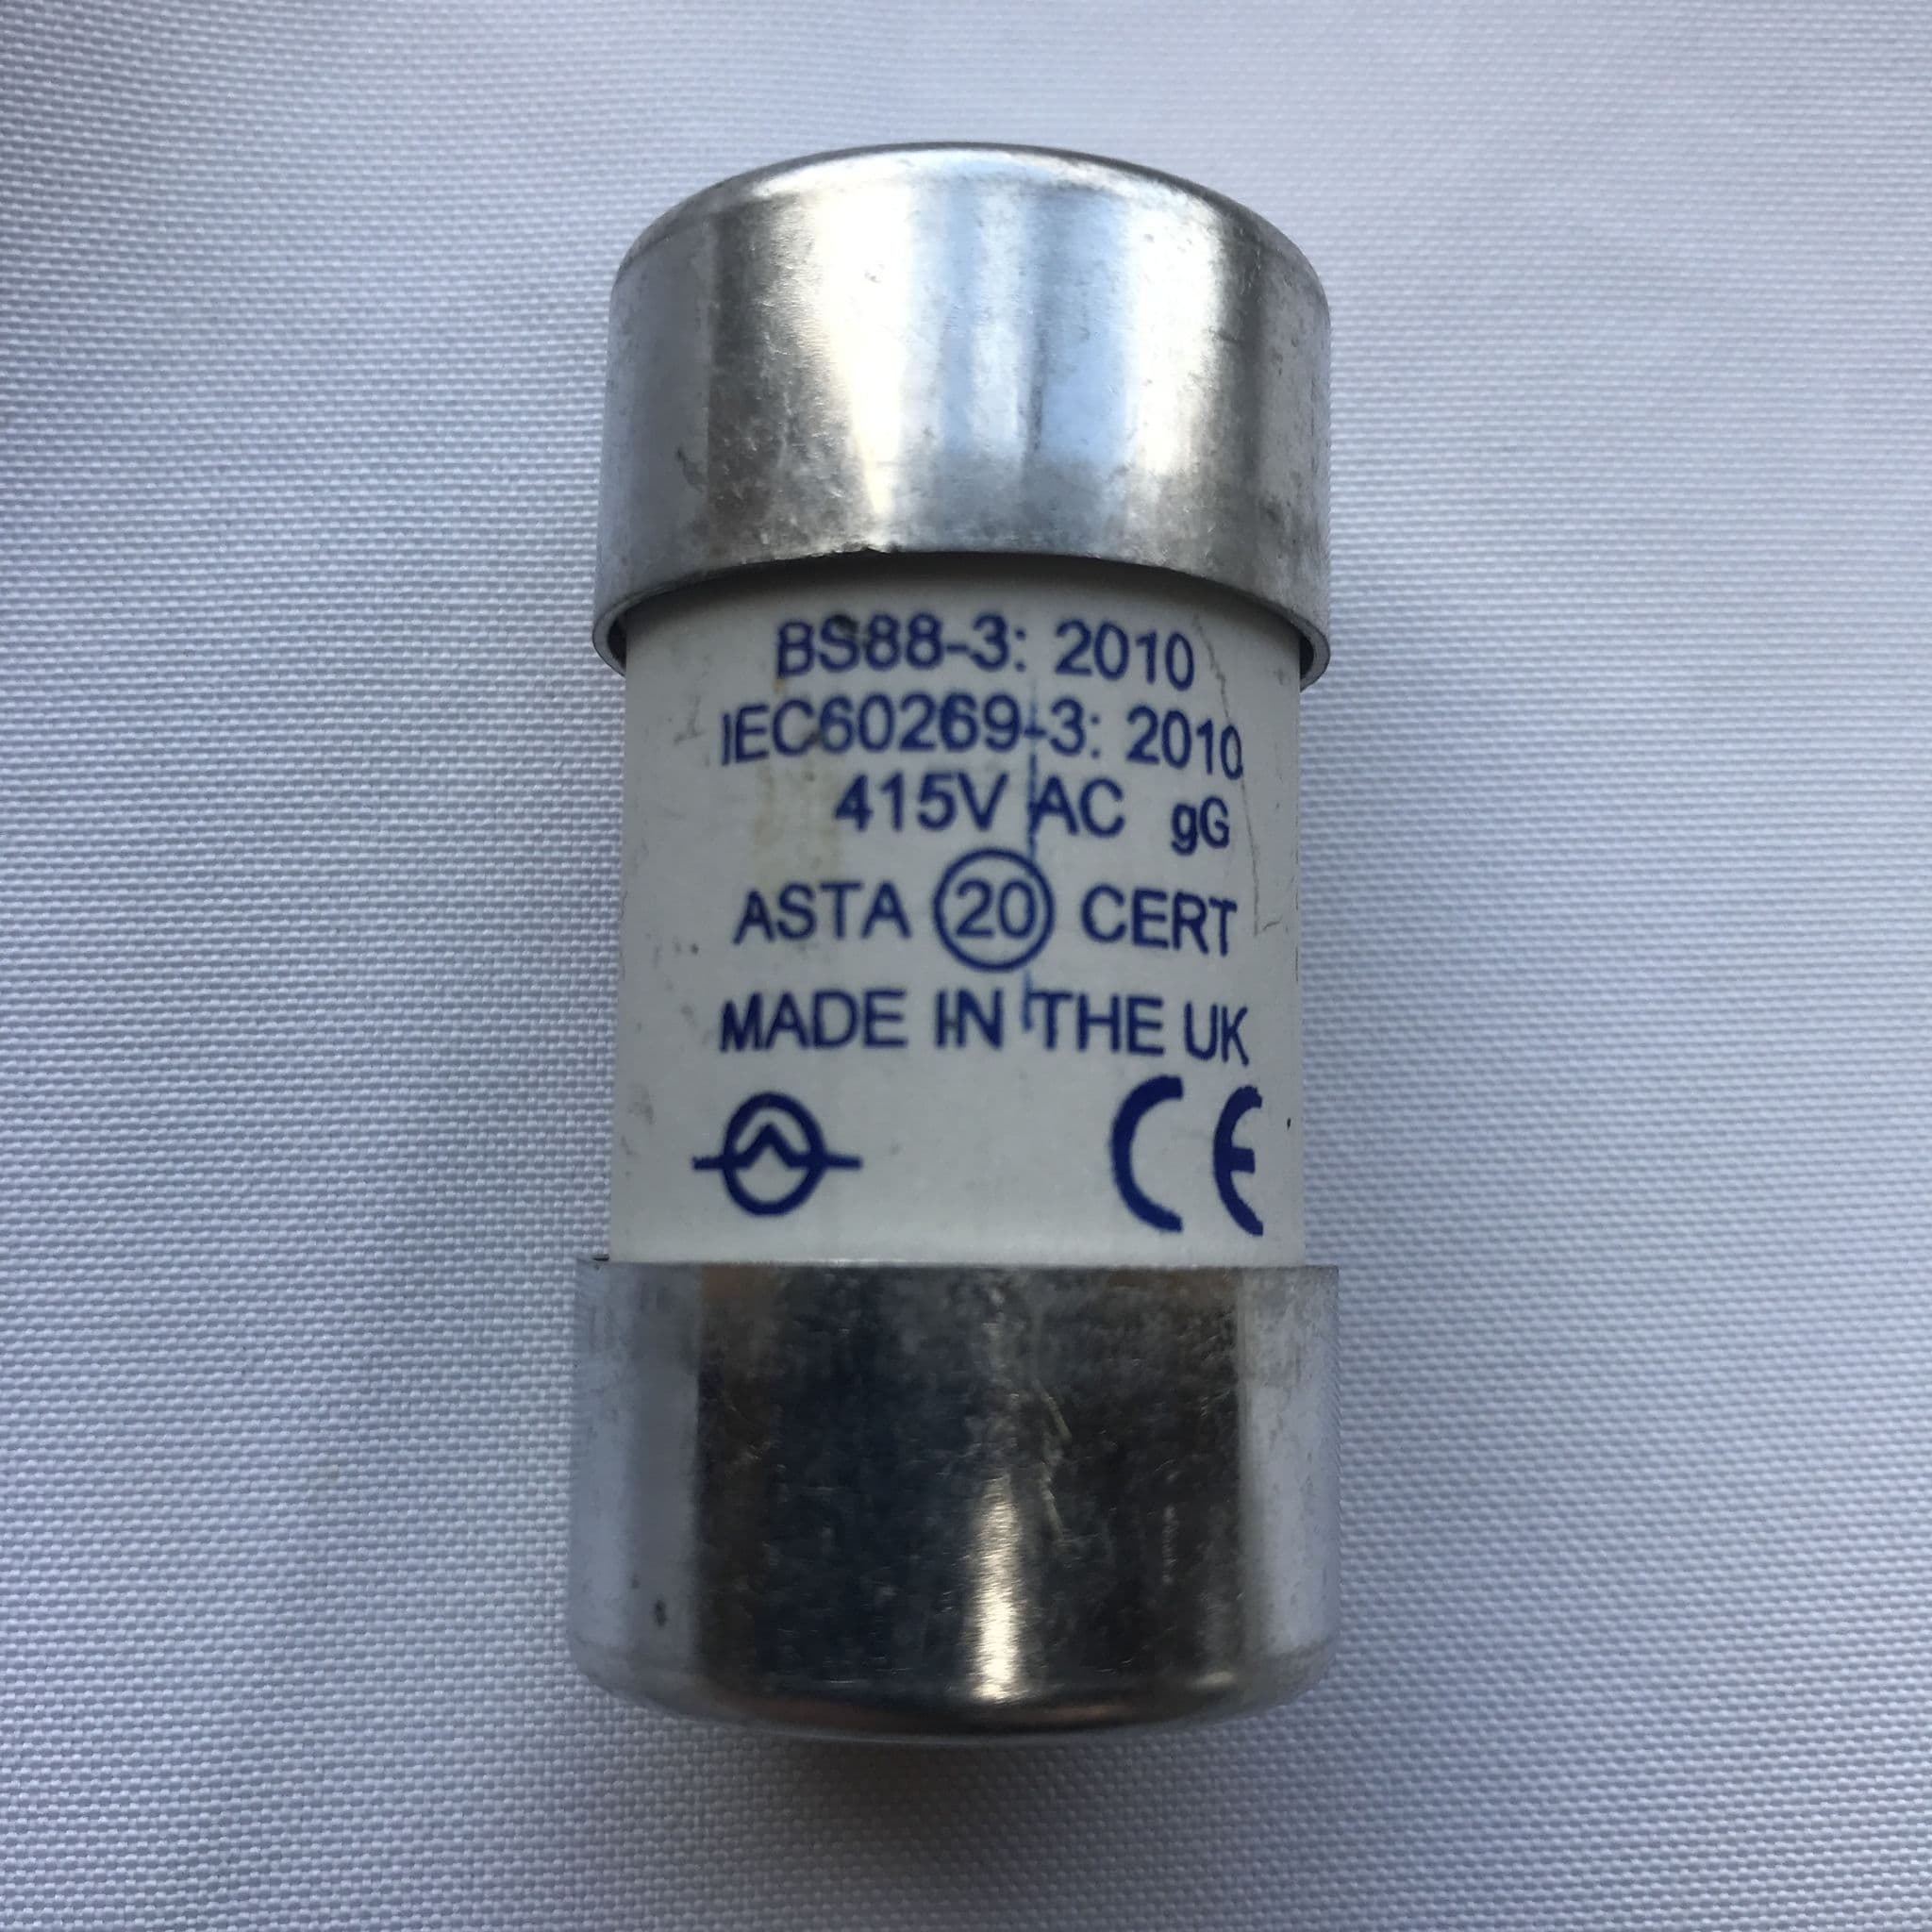 BS88-3: 2010
IEC60269-3: 2010
415V AC gG
ASTA 20 CERT
MADE IN THE UK
CE